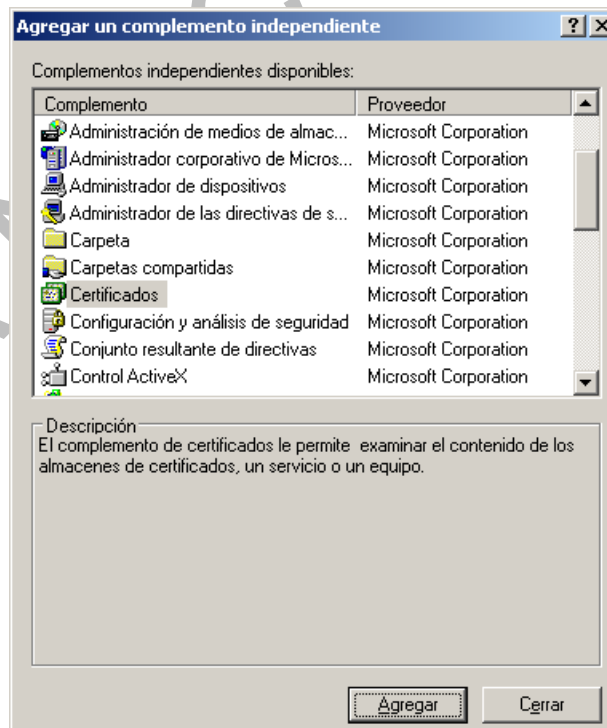 Agregar un complemento independiente
Complementos independientes disponibles:
Complemento Proveedor
Administración de medios de almac... Microsoft Corporation
Administrador corporativo de Micros... Microsoft Corporation
Administrador de dispositivos Microsoft Corporation
Administrador de las directivas de s... Microsoft Corporation
Carpeta Microsoft Corporation
Carpetas compartidas Microsoft Corporation
Certificados Microsoft Corporation
Configuración y análisis de seguridad Microsoft Corporation
Conjunto resultante de directivas Microsoft Corporation
Control ActiveX Microsoft Corporation
Descripción
El complemento de certificados le permite examinar el contenido de los
almacenes de certificados, un servicio o un equipo.
Agregar Cerrar